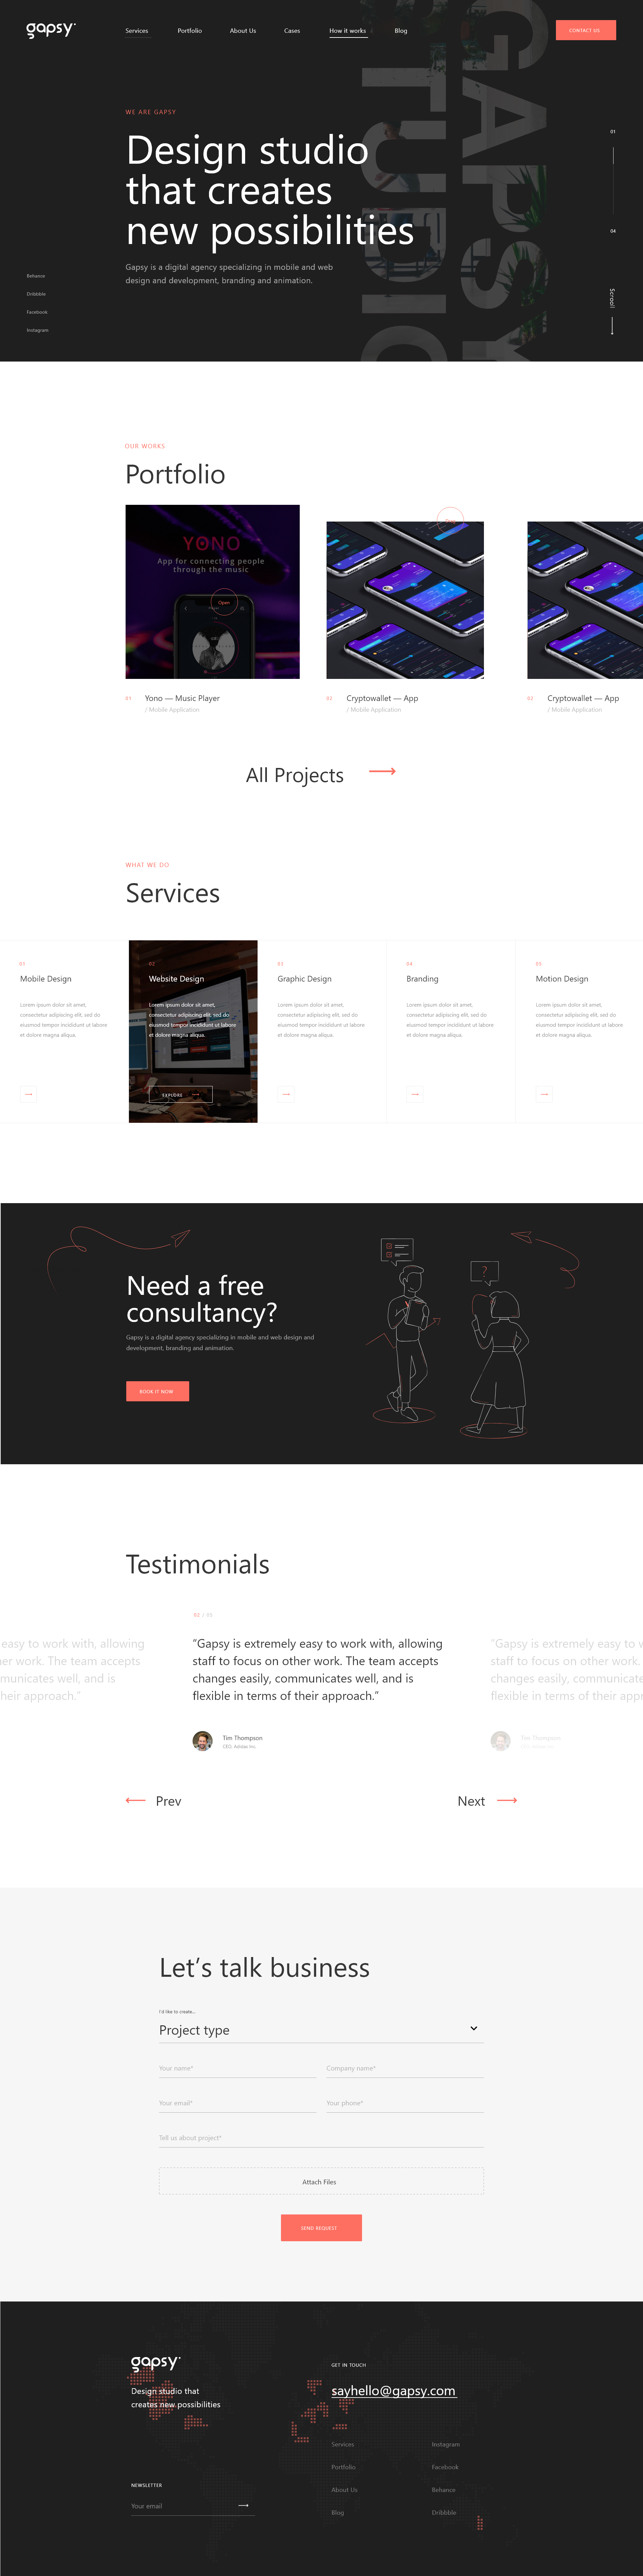 gapsy
Services
Portfolio
About Us
Cases
How it works
Blog
CONTACT US
GAPSY
STUDIO
WE ARE GAPSY
Design studio
that creates
new possibilities
Gapsy is a digital agency specializing in mobile and web
design and development, branding and animation.
01
04
Scroll
Behance
Dribbble
Facebook
Instagram
OUR WORKS
Portfolio
YONO
App for connecting people
through the music
Open
01
Yono — Music Player
/ Mobile Application
02
Cryptowallet — App
/ Mobile Application
02
Cryptowallet — App
/ Mobile Application
All Projects
WHAT WE DO
Services
01
Mobile Design
Lorem ipsum dolor sit amet,
consectetur adipiscing elit, sed do
eiusmod tempor incididunt ut labore
et dolore magna aliqua.
02
Website Design
Lorem ipsum dolor sit amet,
consectetur adipiscing elit, sed do
eiusmod tempor incididunt ut labore
et dolore magna aliqua.
EXPLORE
03
Graphic Design
Lorem ipsum dolor sit amet,
consectetur adipiscing elit, sed do
eiusmod tempor incididunt ut labore
et dolore magna aliqua.
04
Branding
Lorem ipsum dolor sit amet,
consectetur adipiscing elit, sed do
eiusmod tempor incididunt ut labore
et dolore magna aliqua.
05
Motion Design
Lorem ipsum dolor sit amet,
consectetur adipiscing elit, sed do
eiusmod tempor incididunt ut labore
et dolore magna aliqua.
Need a free
consultancy?
Gapsy is a digital agency specializing in mobile and web design and
development, branding and animation.
BOOK IT NOW
?
Testimonials
02 / 05
easy to work with, allowing
er work. The team accepts
municates well, and is
heir approach.”
“Gapsy is extremely easy to work with, allowing
staff to focus on other work. The team accepts
changes easily, communicates well, and is
flexible in terms of their approach.”
Tim Thompson
CEO, Adidas Inc.
“Gapsy is extremely easy to w
staff to focus on other work.
changes easily, communicate
flexible in terms of their appr
Tim Thompson
Prev
Next
Let’s talk business
I’d like to create...
Project type
Your name*
Company name*
Your email*
Your phone*
Tell us about project*
Attach Files
SEND REQUEST
gapsy
Design studio that
creates new possibilities
NEWSLETTER
Your email
GET IN TOUCH
sayhello@gapsy.com
Services
Portfolio
About Us
Blog
Instagram
Facebook
Behance
Dribbble